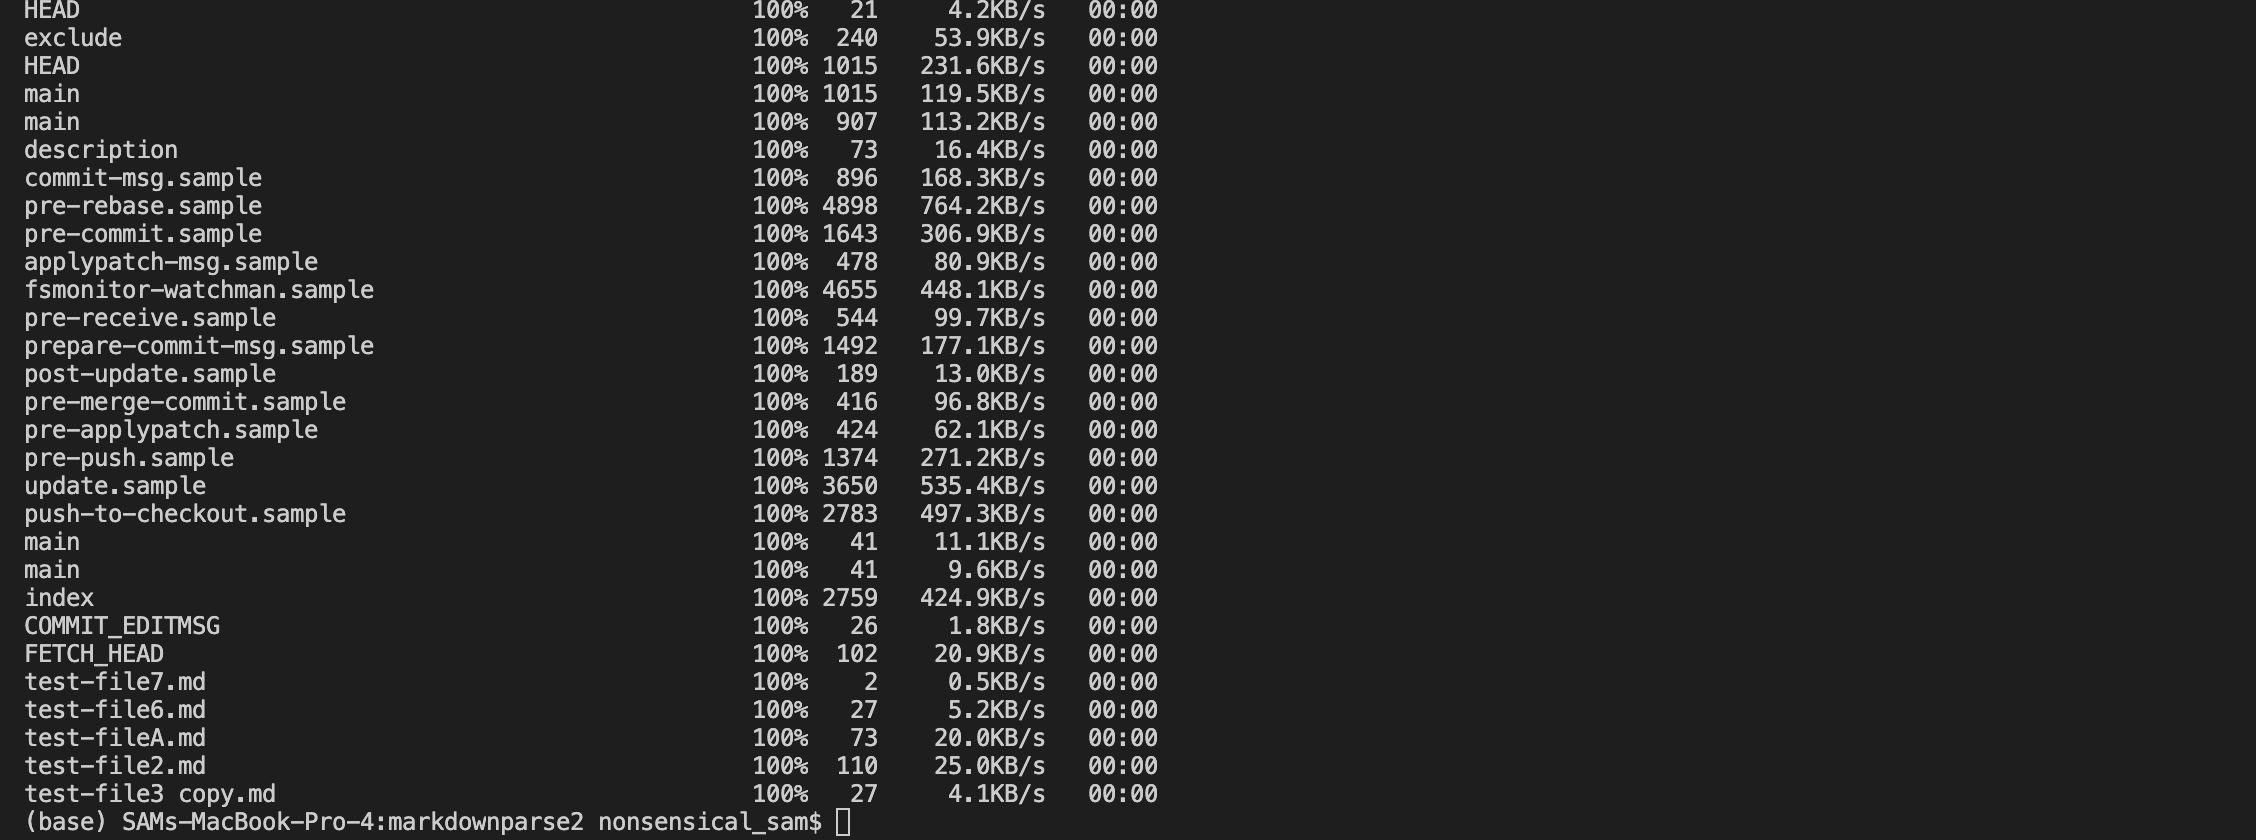 HEAD 100% 21 4.2KB/s 00:00
exclude 100% 240 53.9KB/s 00:00
HEAD 100% 1015 231.6KB/s 00:00
main 100% 1015 119.5KB/s 00:00
main 100% 907 113.2KB/s 00:00
description 100% 73 16.4KB/s 00:00
commit-msg.sample 100% 896 168.3KB/s 00:00
pre-rebase.sample 100% 4898 764.2KB/s 00:00
pre-commit.sample 100% 1643 306.9KB/s 00:00
applypatch-msg.sample 100% 478 80.9KB/s 00:00
fsmonitor-watchman.sample 100% 4655 448.1KB/s 00:00
pre-receive.sample 100% 544 99.7KB/s 00:00
prepare-commit-msg.sample 100% 1492 177.1KB/s 00:00
post-update.sample 100% 189 13.0KB/s 00:00
pre-merge-commit.sample 100% 416 96.8KB/s 00:00
pre-applypatch.sample 100% 424 62.1KB/s 00:00
pre-push.sample 100% 1374 271.2KB/s 00:00
update.sample 100% 3650 535.4KB/s 00:00
push-to-checkout.sample 100% 2783 497.3KB/s 00:00
main 100% 41 11.1KB/s 00:00
main 100% 41 9.6KB/s 00:00
index 100% 2759 424.9KB/s 00:00
COMMIT_EDITMSG 100% 26 1.8KB/s 00:00
FETCH_HEAD 100% 102 20.9KB/s 00:00
test-file7.md 100% 2 0.5KB/s 00:00
test-file6.md 100% 27 5.2KB/s 00:00
test-fileA.md 100% 73 20.0KB/s 00:00
test-file2.md 100% 110 25.0KB/s 00:00
test-file3 copy.md 100% 27 4.1KB/s 00:00
(base) SAMs-MacBook-Pro-4:markdownparse2 nonsensical_sam$